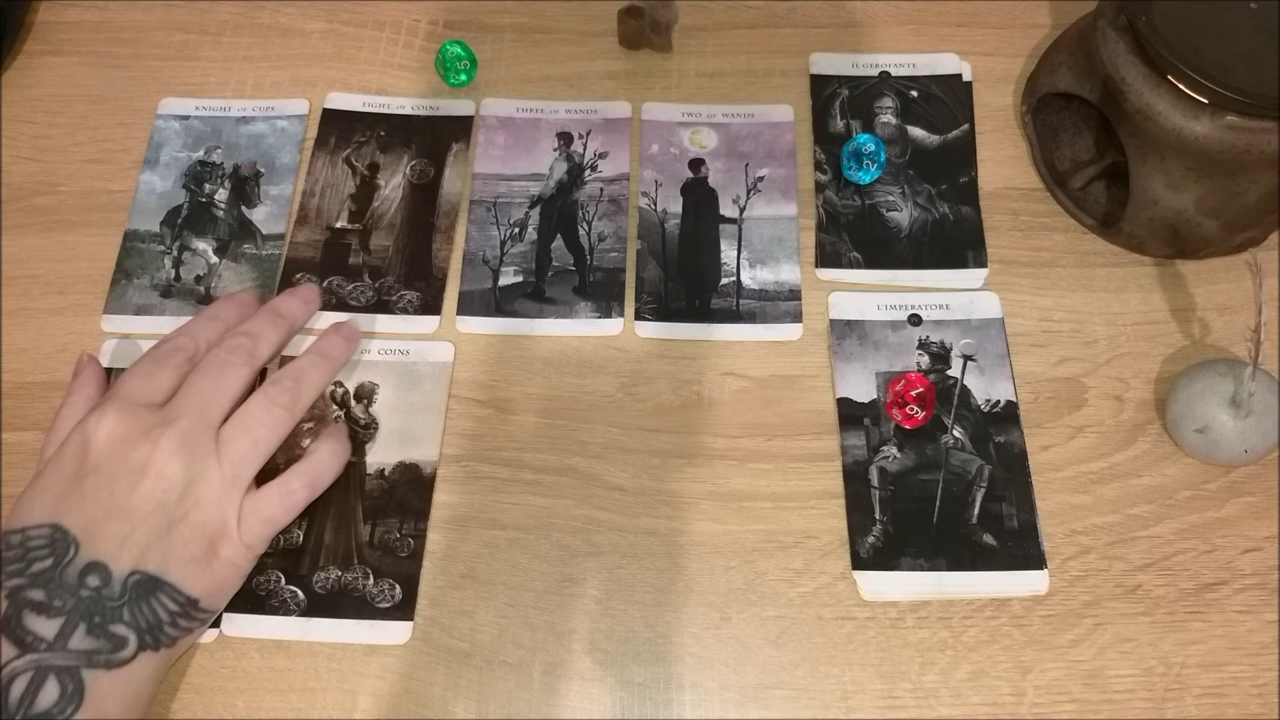 KNIGHT OF CUPS
EIGHT OF COINS
THREE OF WANDS
TWO OF WANDS
IL GEROFANTE
L'IMPERATORE
IV
OF COINS